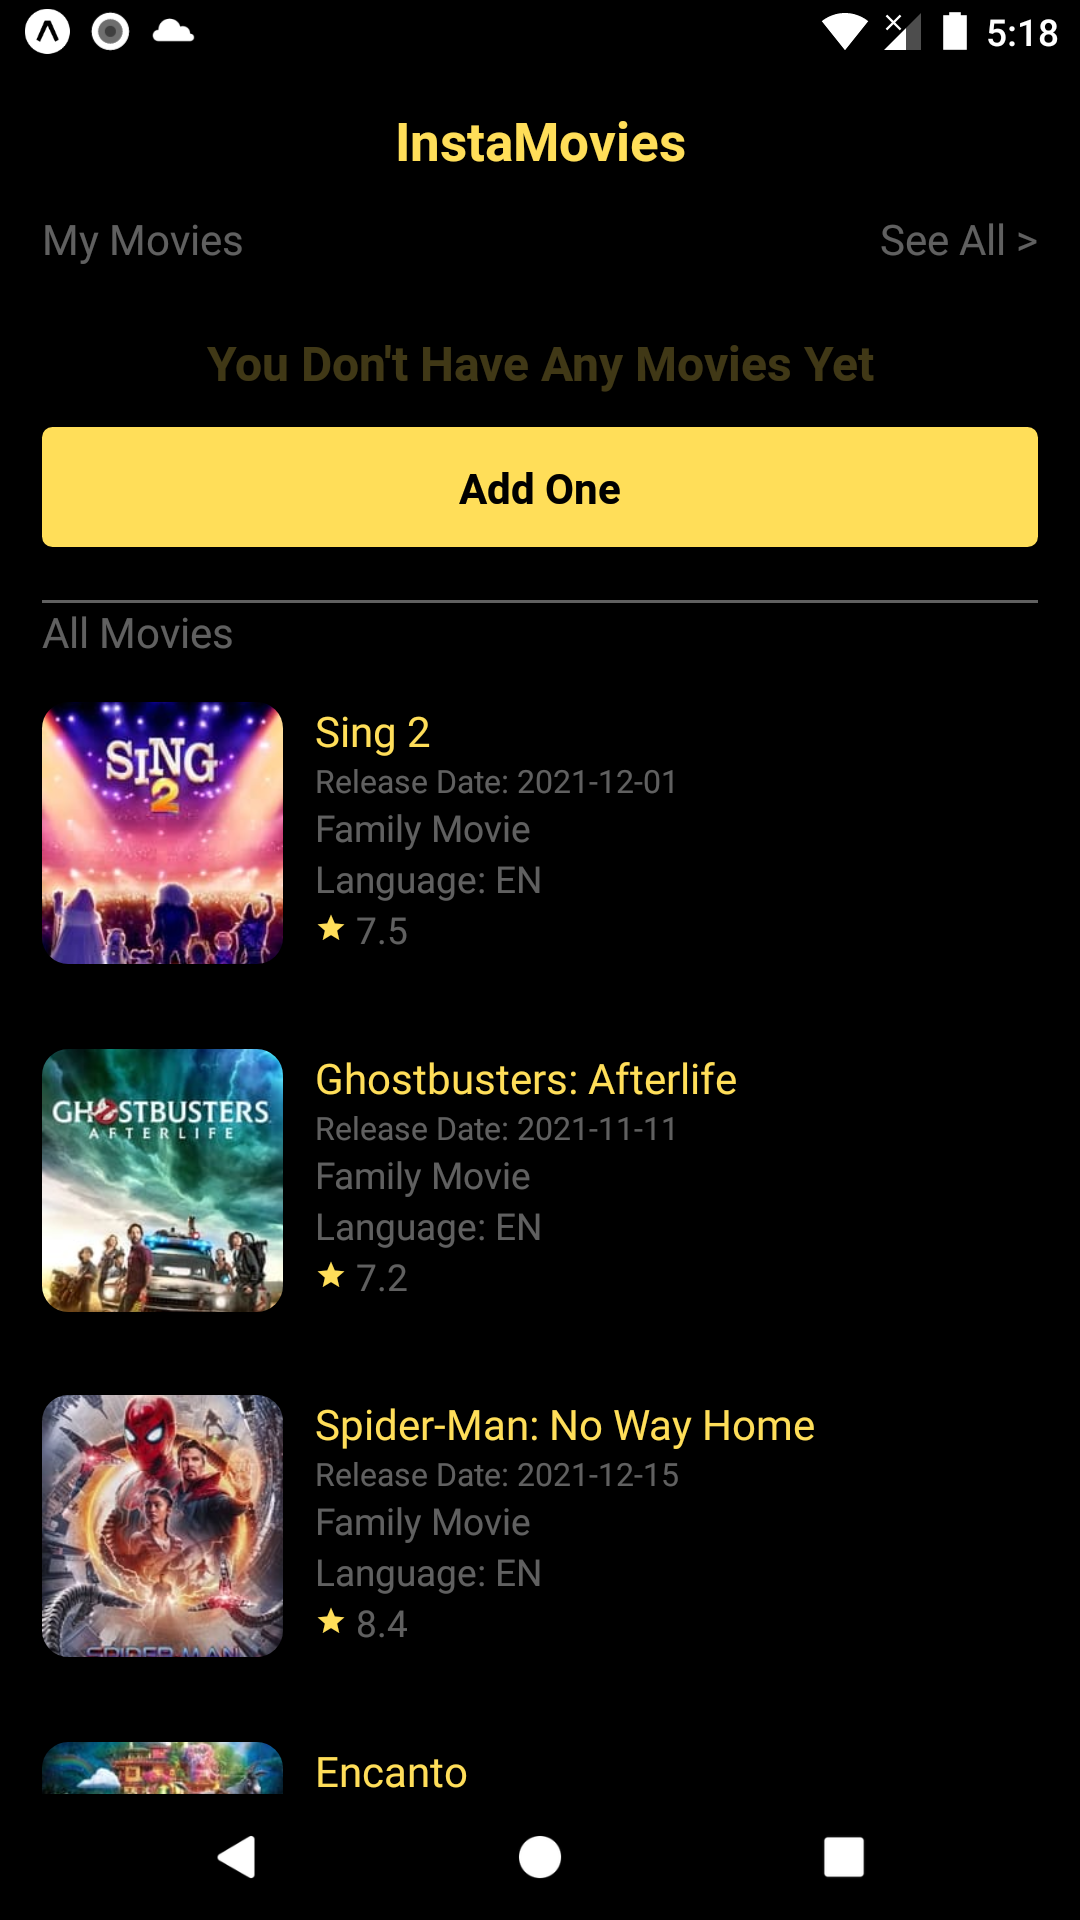 5:18
InstaMovies
My Movies
See All >
You Don't Have Any Movies Yet
Add One
All Movies
SING
2
Sing 2
Release Date: 2021-12-01
Family Movie
Language: EN
7.5
GHOSTBUSTERS
AFTERLIFE
Ghostbusters: Afterlife
Release Date: 2021-11-11
Family Movie
Language: EN
7.2
SPIDER-MAN
Spider-Man: No Way Home
Release Date: 2021-12-15
Family Movie
Language: EN
8.4
Encanto